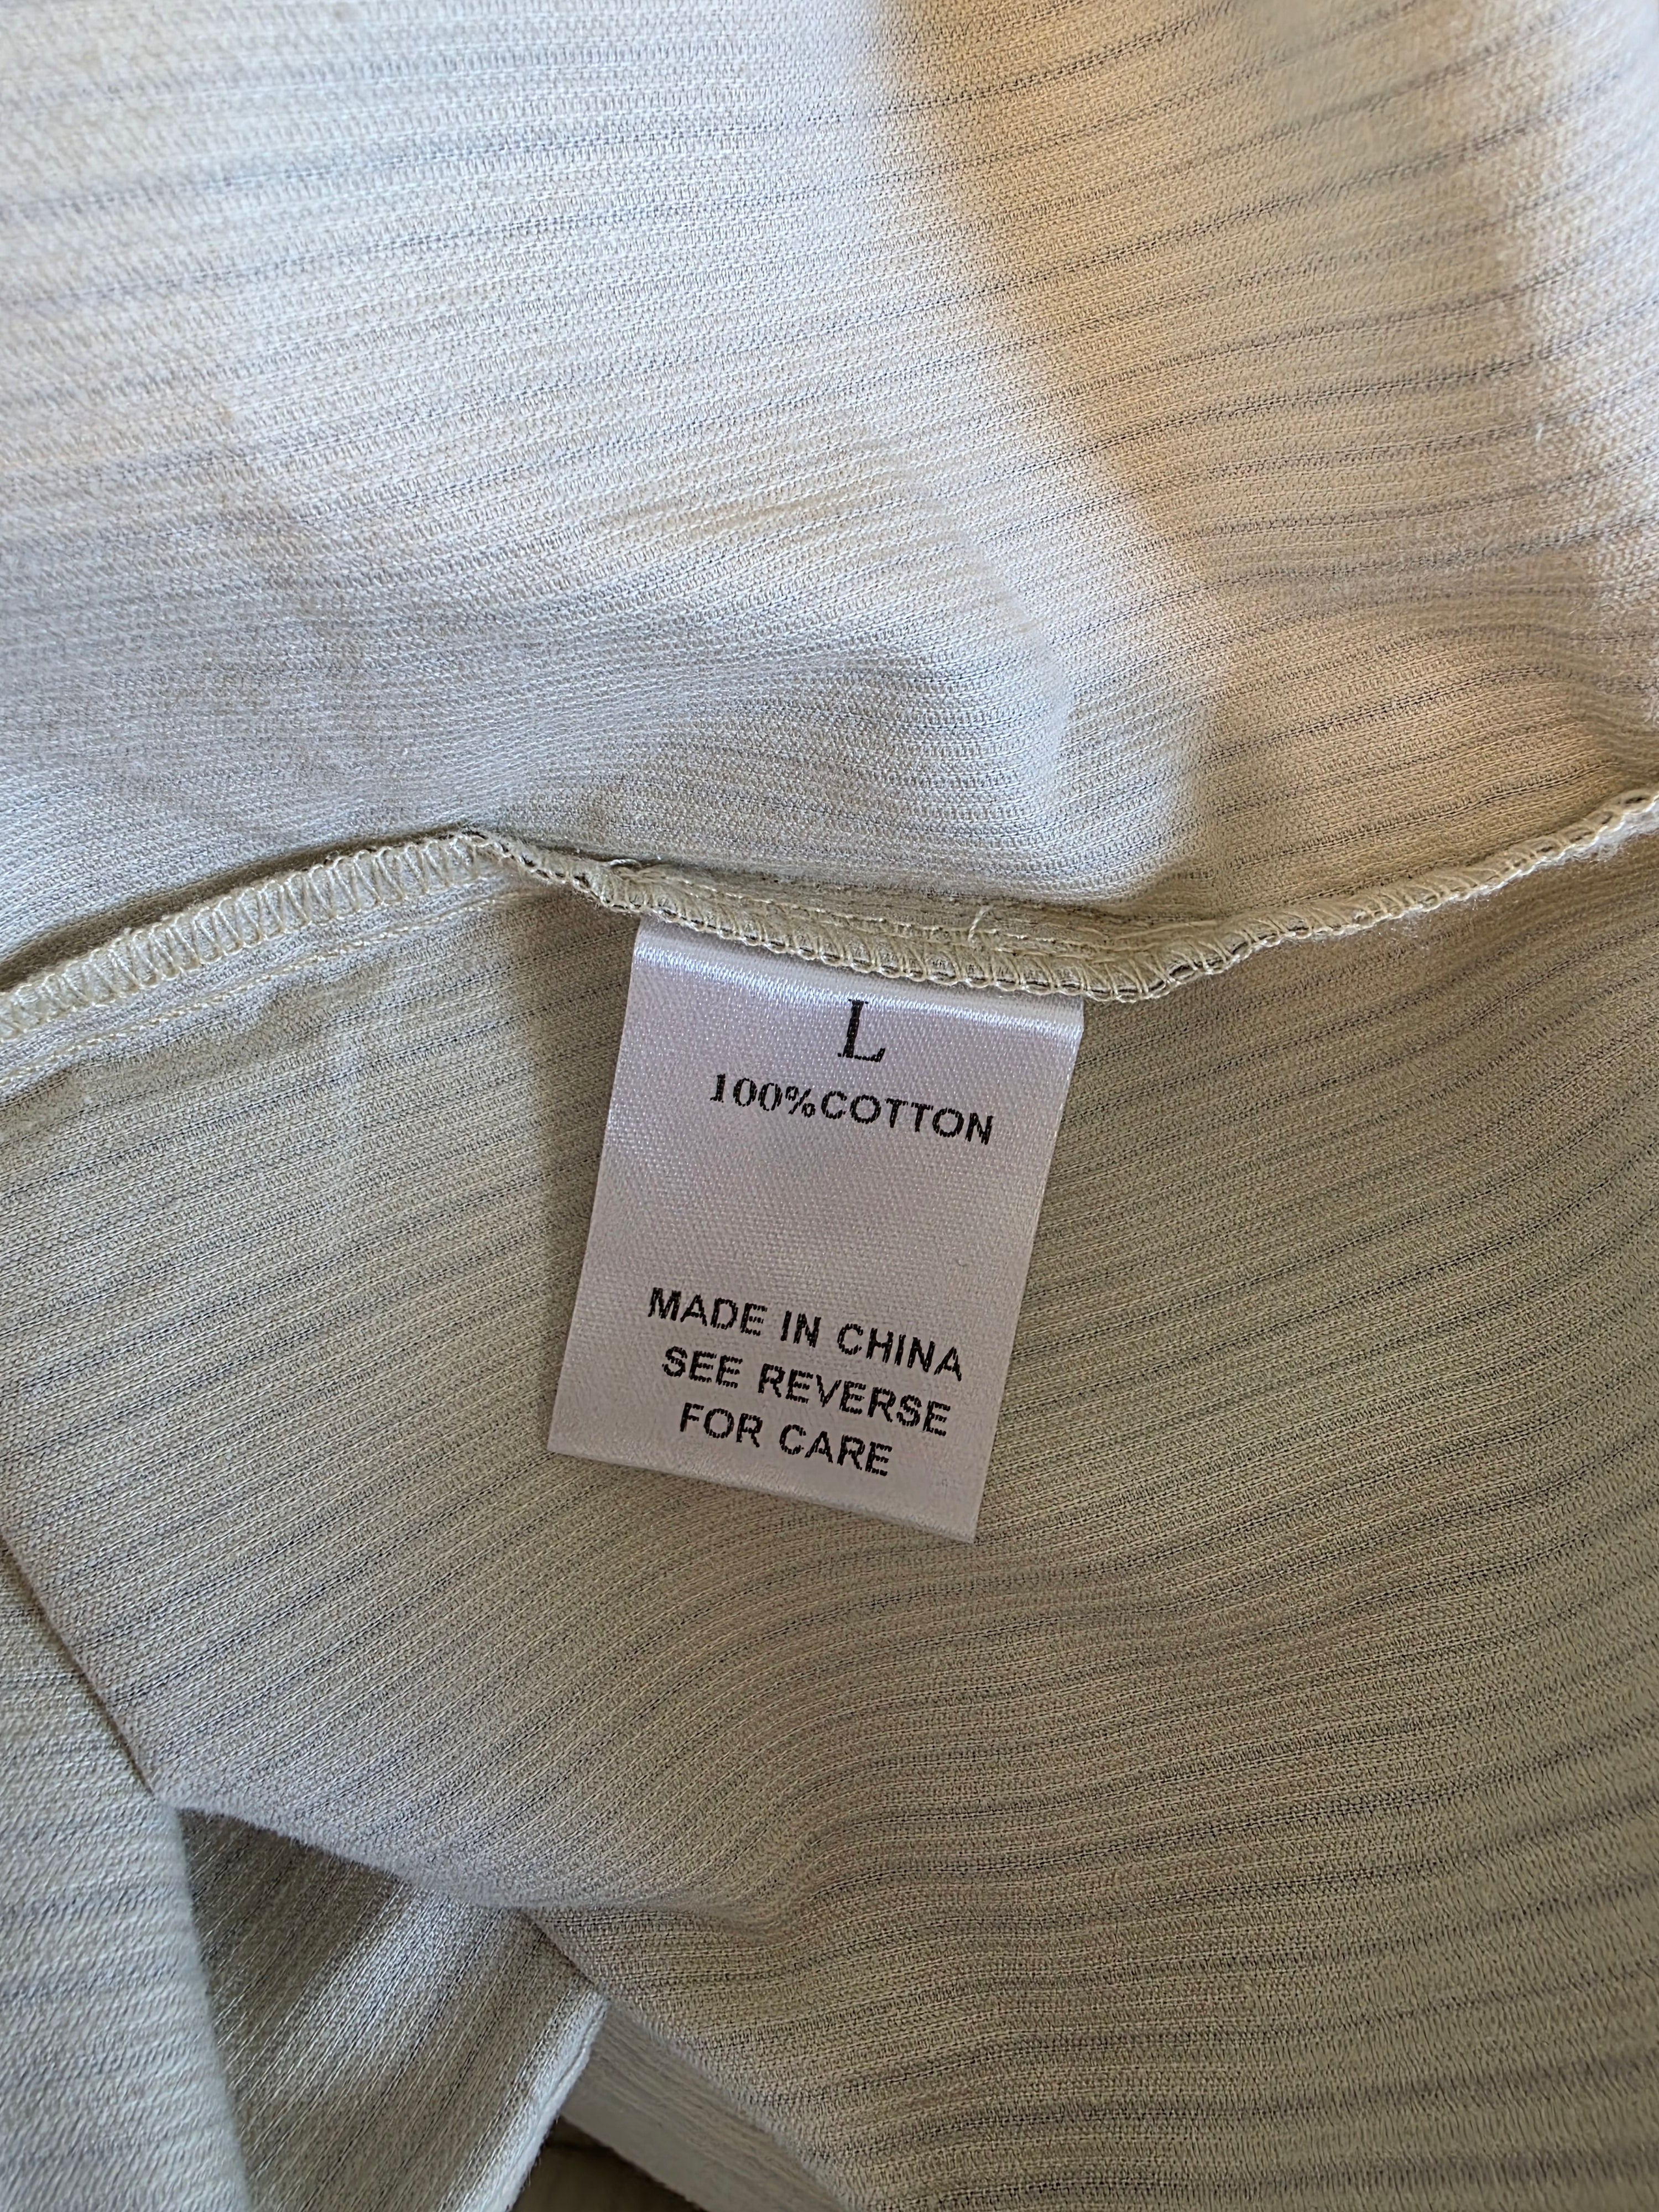 L
100%COTTON
MADE IN CHINA
SEE REVERSE
FOR CARE